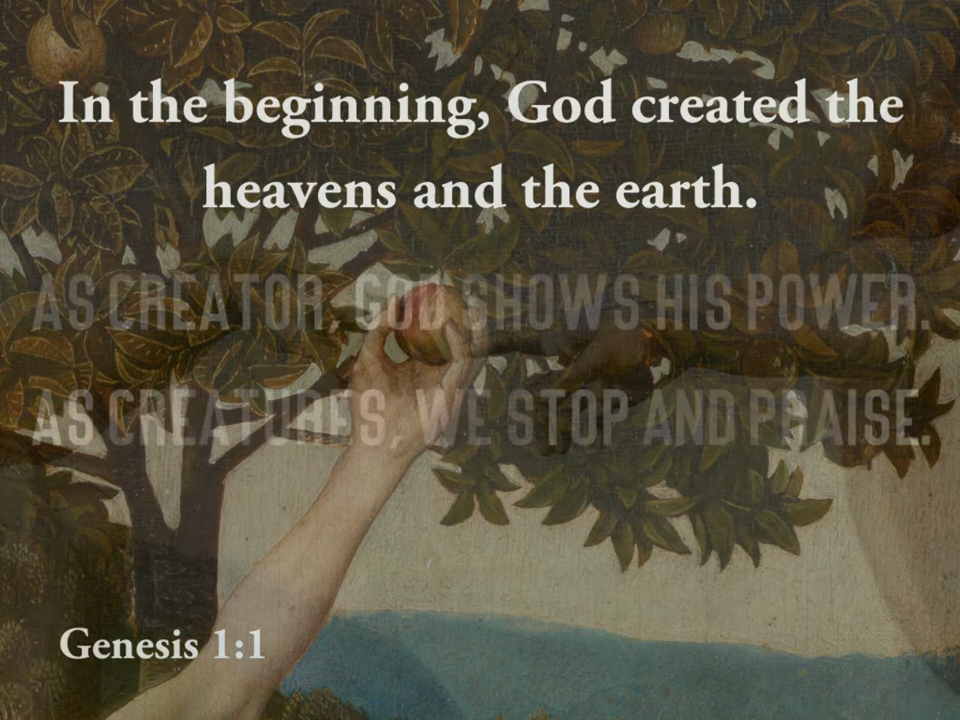 In the beginning, God created the
heavens and the earth.
AS CREATOR, GOD SHOWS HIS POWER.
AS CREATURES, WE STOP AND PRAISE.
Genesis 1:1